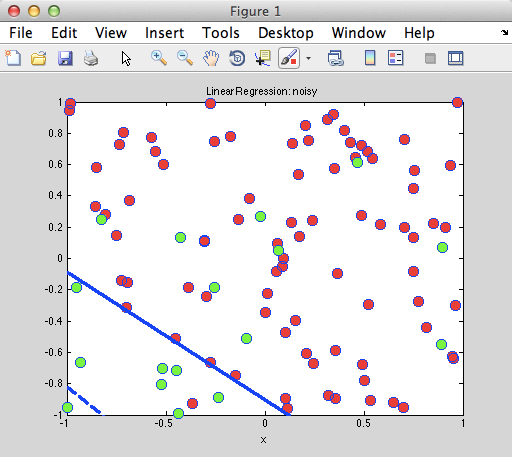 Figure 1
File Edit View Insert Tools Desktop Window Help
LinearRegression: noisy
1
0.8
0.6
0.4
0.2
0
-0.2
-0.4
-0.6
-0.8
-1
-1 -0.5 0 0.5 1
x